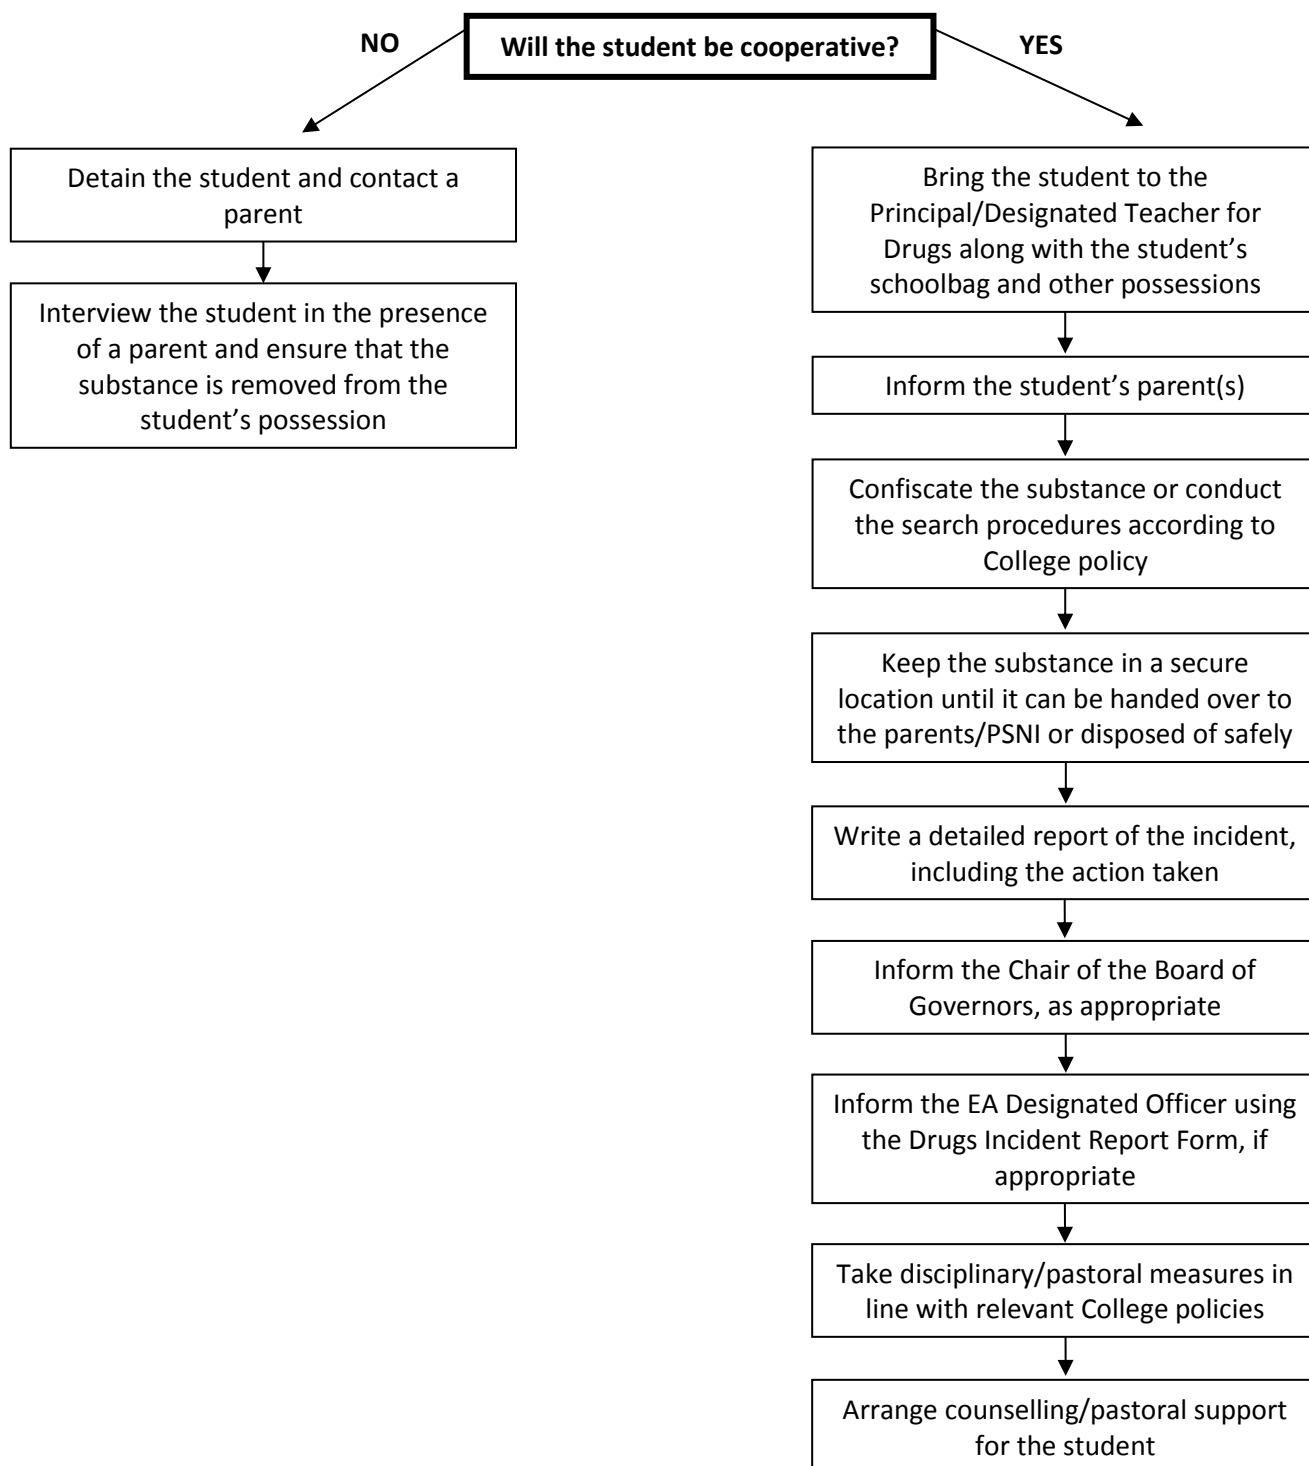 NO
Will the student be cooperative?
YES
Detain the student and contact a
parent
Interview the student in the presence
of a parent and ensure that the
substance is removed from the
student’s possession
Bring the student to the
Principal/Designated Teacher for
Drugs along with the student’s
schoolbag and other possessions
Inform the student’s parent(s)
Confiscate the substance or conduct
the search procedures according to
College policy
Keep the substance in a secure
location until it can be handed over to
the parents/PSNI or disposed of safely
Write a detailed report of the incident,
including the action taken
Inform the Chair of the Board of
Governors, as appropriate
Inform the EA Designated Officer using
the Drugs Incident Report Form, if
appropriate
Take disciplinary/pastoral measures in
line with relevant College policies
Arrange counselling/pastoral support
for the student